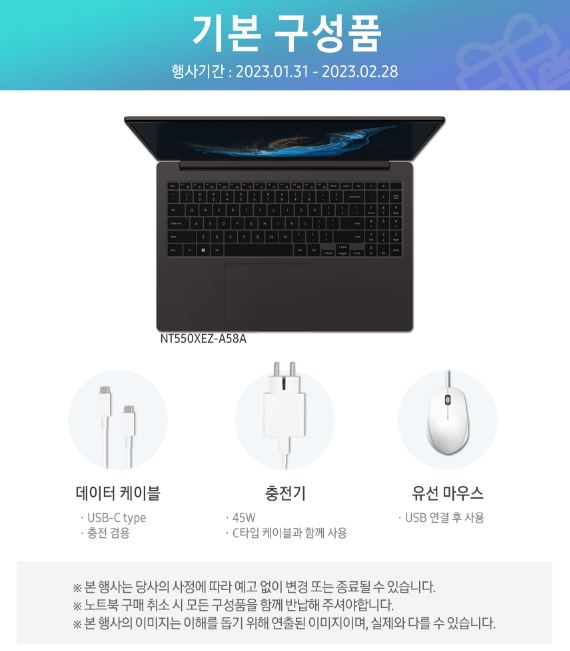 기본 구성품
행사기간 : 2023.01.31 - 2023.02.28
NT550XEZ-A58A
데이터 케이블
· USB-C type
· 충전 겸용
충전기
· 45W
· C타입 케이블과 함께 사용
유선 마우스
· USB 연결 후 사용
※ 본 행사는 당사의 사정에 따라 예고 없이 변경 또는 종료될 수 있습니다.
※ 노트북 구매 취소 시 모든 구성품을 함께 반납해 주셔야합니다.
※ 본 행사의 이미지는 이해를 돕기 위해 연출된 이미지이며, 실제와 다를 수 있습니다.